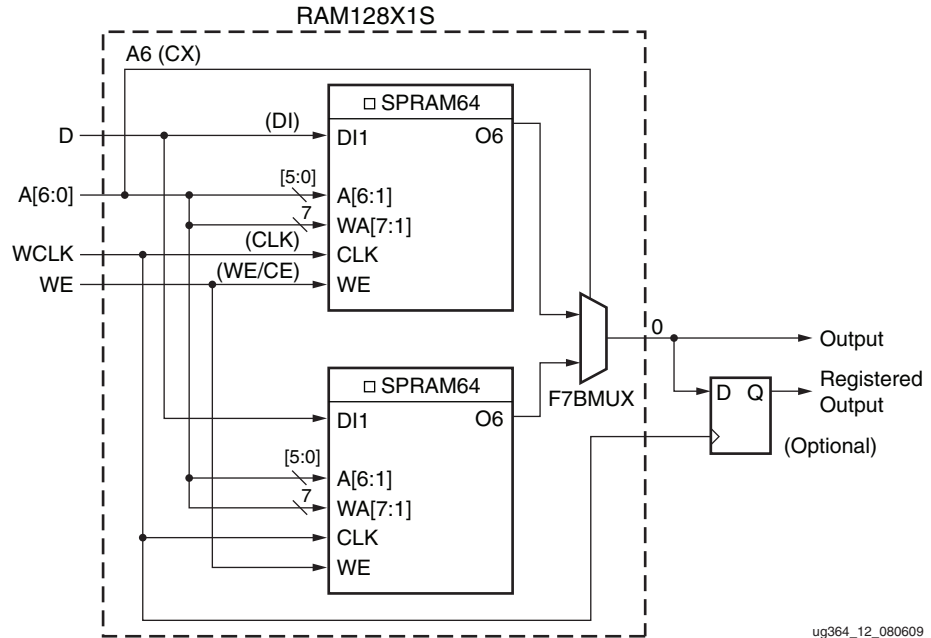 RAM128X1S
A6 (CX)
□ SPRAM64
D
(DI)
DI1
O6
A[6:0]
[5:0]
A[6:1]
7
WA[7:1]
WCLK
(CLK)
CLK
WE
(WE/CE)
WE
0
Output
□ SPRAM64
F7BMUX
D Q
Registered
Output
(Optional)
DI1
O6
[5:0]
A[6:1]
7
WA[7:1]
CLK
WE
ug364_12_080609